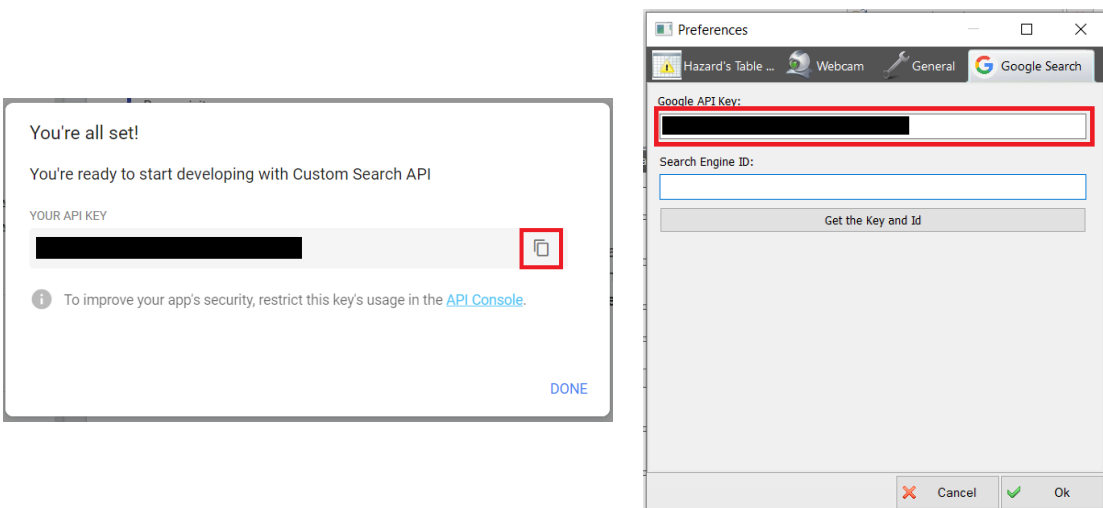 You're all set!
You're ready to start developing with Custom Search API
YOUR API KEY
To improve your app's security, restrict this key's usage in the API Console.
DONE
Preferences
Hazard's Table ... Webcam General Google Search
Google API Key:
Search Engine ID:
Get the Key and Id
Cancel Ok